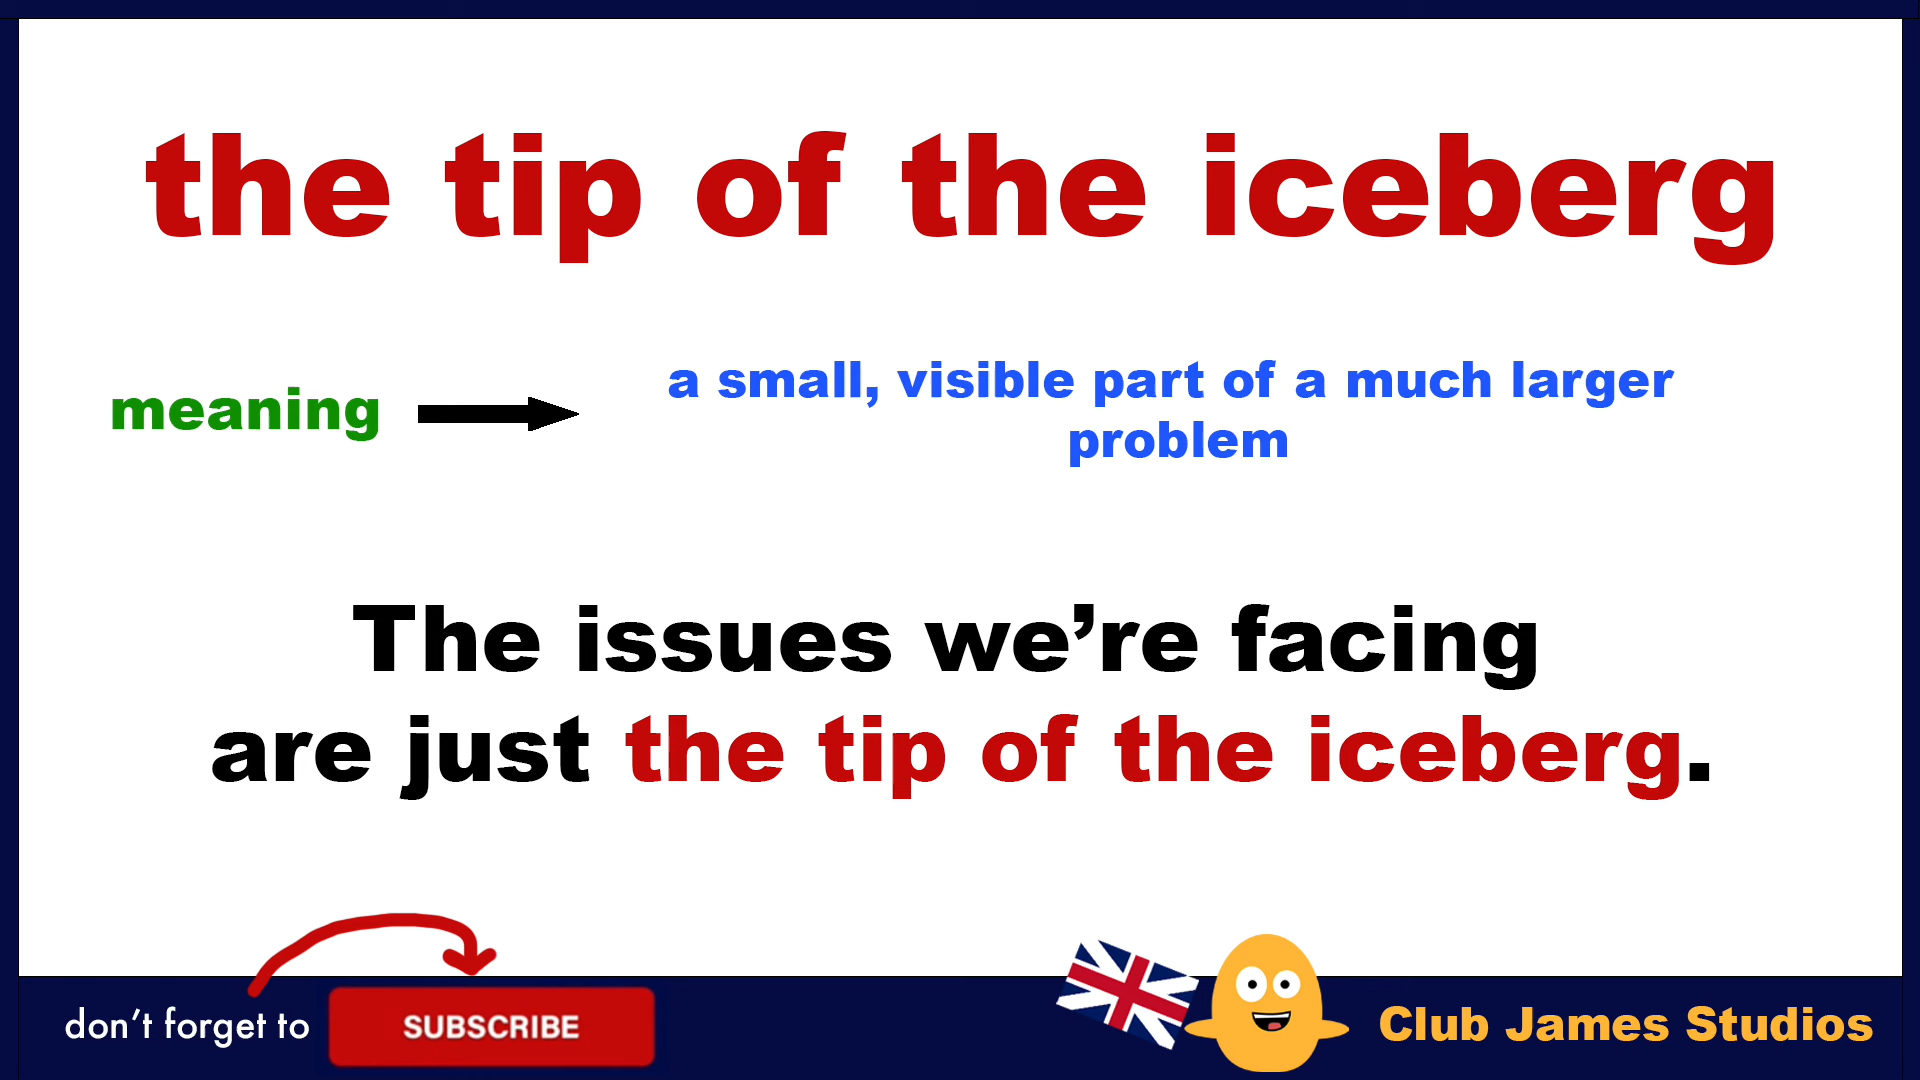 the tip of the iceberg
meaning
a small, visible part of a much larger
problem
The issues we’re facing
are just the tip of the iceberg.
don’t forget to
SUBSCRIBE
Club James Studios